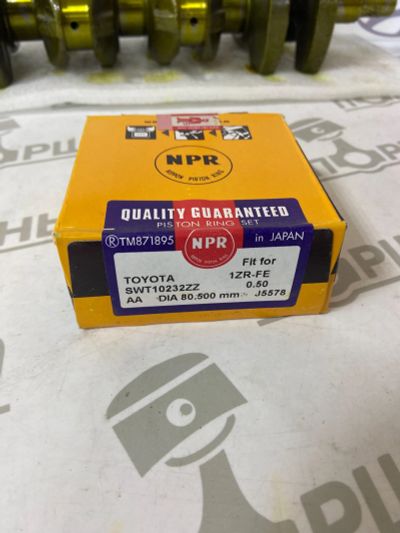 NPR
NIPPON PISTON RING
QUALITY GUARANTEED
PISTON RING SET
®TM871895 NPR in JAPAN
Fit for
TOYOTA 1ZR-FE
SWT10232ZZ 0.50
AA DIA 80.500 mm J5578